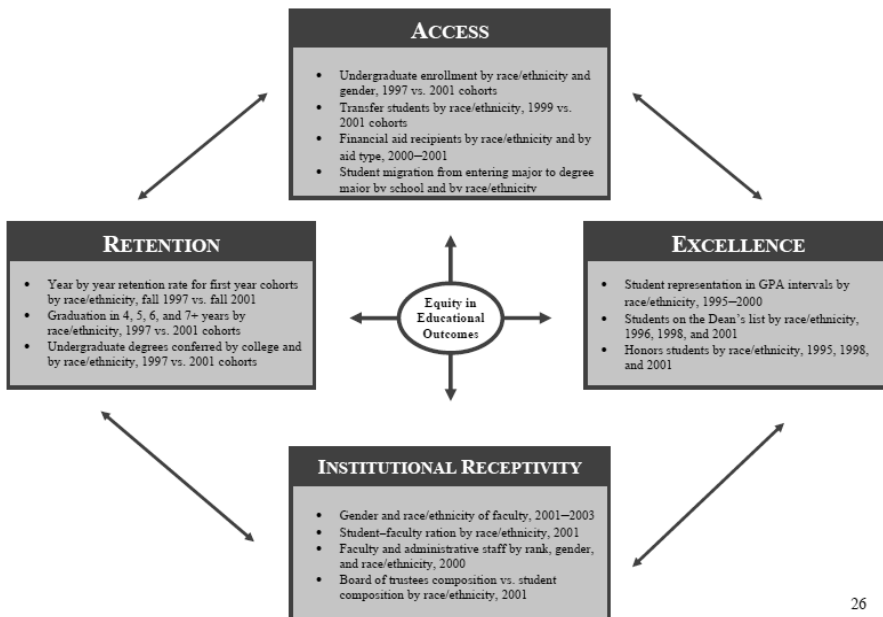 ACCESS
• Undergraduate enrollment by race/ethnicity and
gender, 1997 vs. 2001 cohorts
• Transfer students by race/ethnicity, 1999 vs.
2001 cohorts
• Financial aid recipients by race/ethnicity and by
aid type, 2000–2001
• Student migration from entering major to degree
major by school and by race/ethnicity
RETENTION
• Year by year retention rate for first year cohorts
by race/ethnicity, fall 1997 vs. fall 2001
• Graduation in 4, 5, 6, and 7+ years by
race/ethnicity, 1997 vs. 2001 cohorts
• Undergraduate degrees conferred by college and
by race/ethnicity, 1997 vs. 2001 cohorts
Equity in
Educational
Outcomes
EXCELLENCE
• Student representation in GPA intervals by
race/ethnicity, 1995–2000
• Students on the Dean's list by race/ethnicity,
1996, 1998, and 2001
• Honors students by race/ethnicity, 1995, 1998,
and 2001
INSTITUTIONAL RECEPTIVITY
• Gender and race/ethnicity of faculty, 2001–2003
• Student–faculty ration by race/ethnicity, 2001
• Faculty and administrative staff by rank, gender,
and race/ethnicity, 2000
• Board of trustees composition vs. student
composition by race/ethnicity, 2001
26